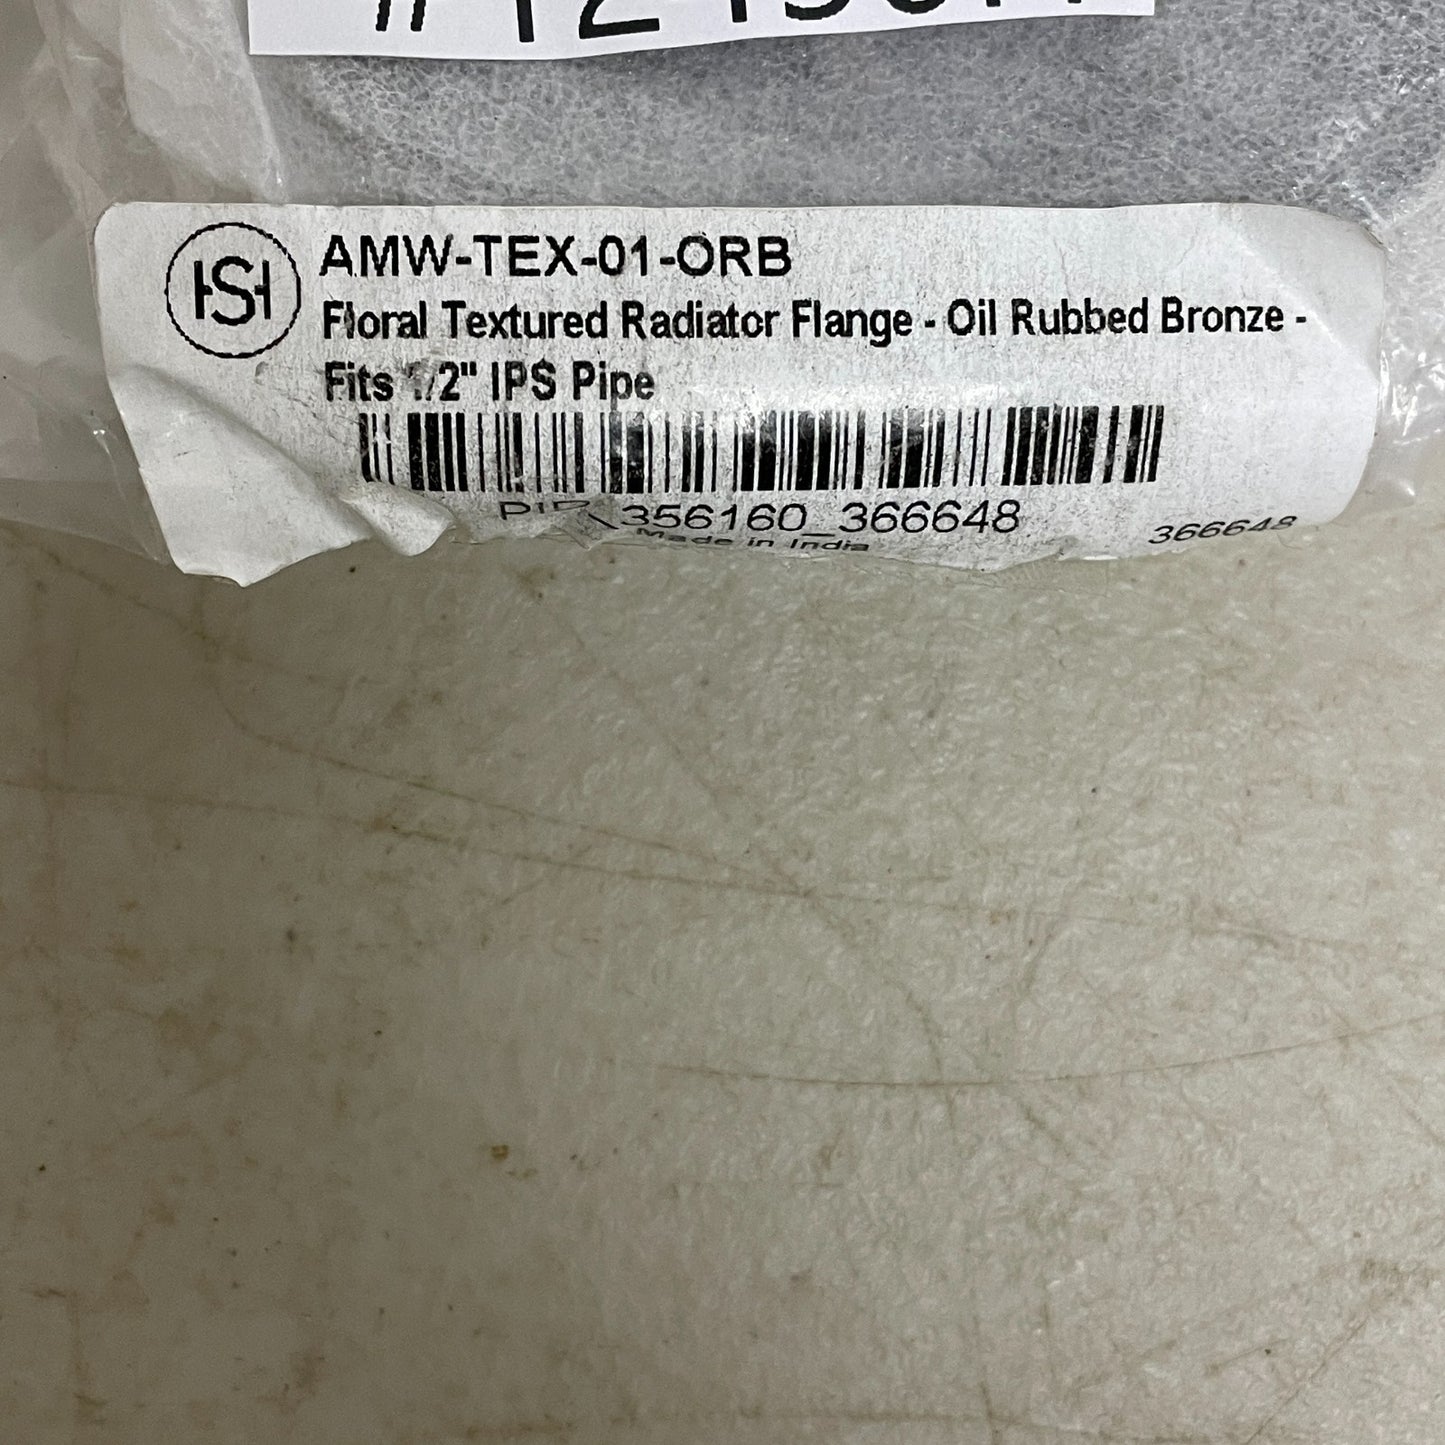 HSH
AMW-TEX-01-ORB
Floral Textured Radiator Flange - Oil Rubbed Bronze -
Fits 1/2" IPS Pipe
356160_366648
Made in India
366648